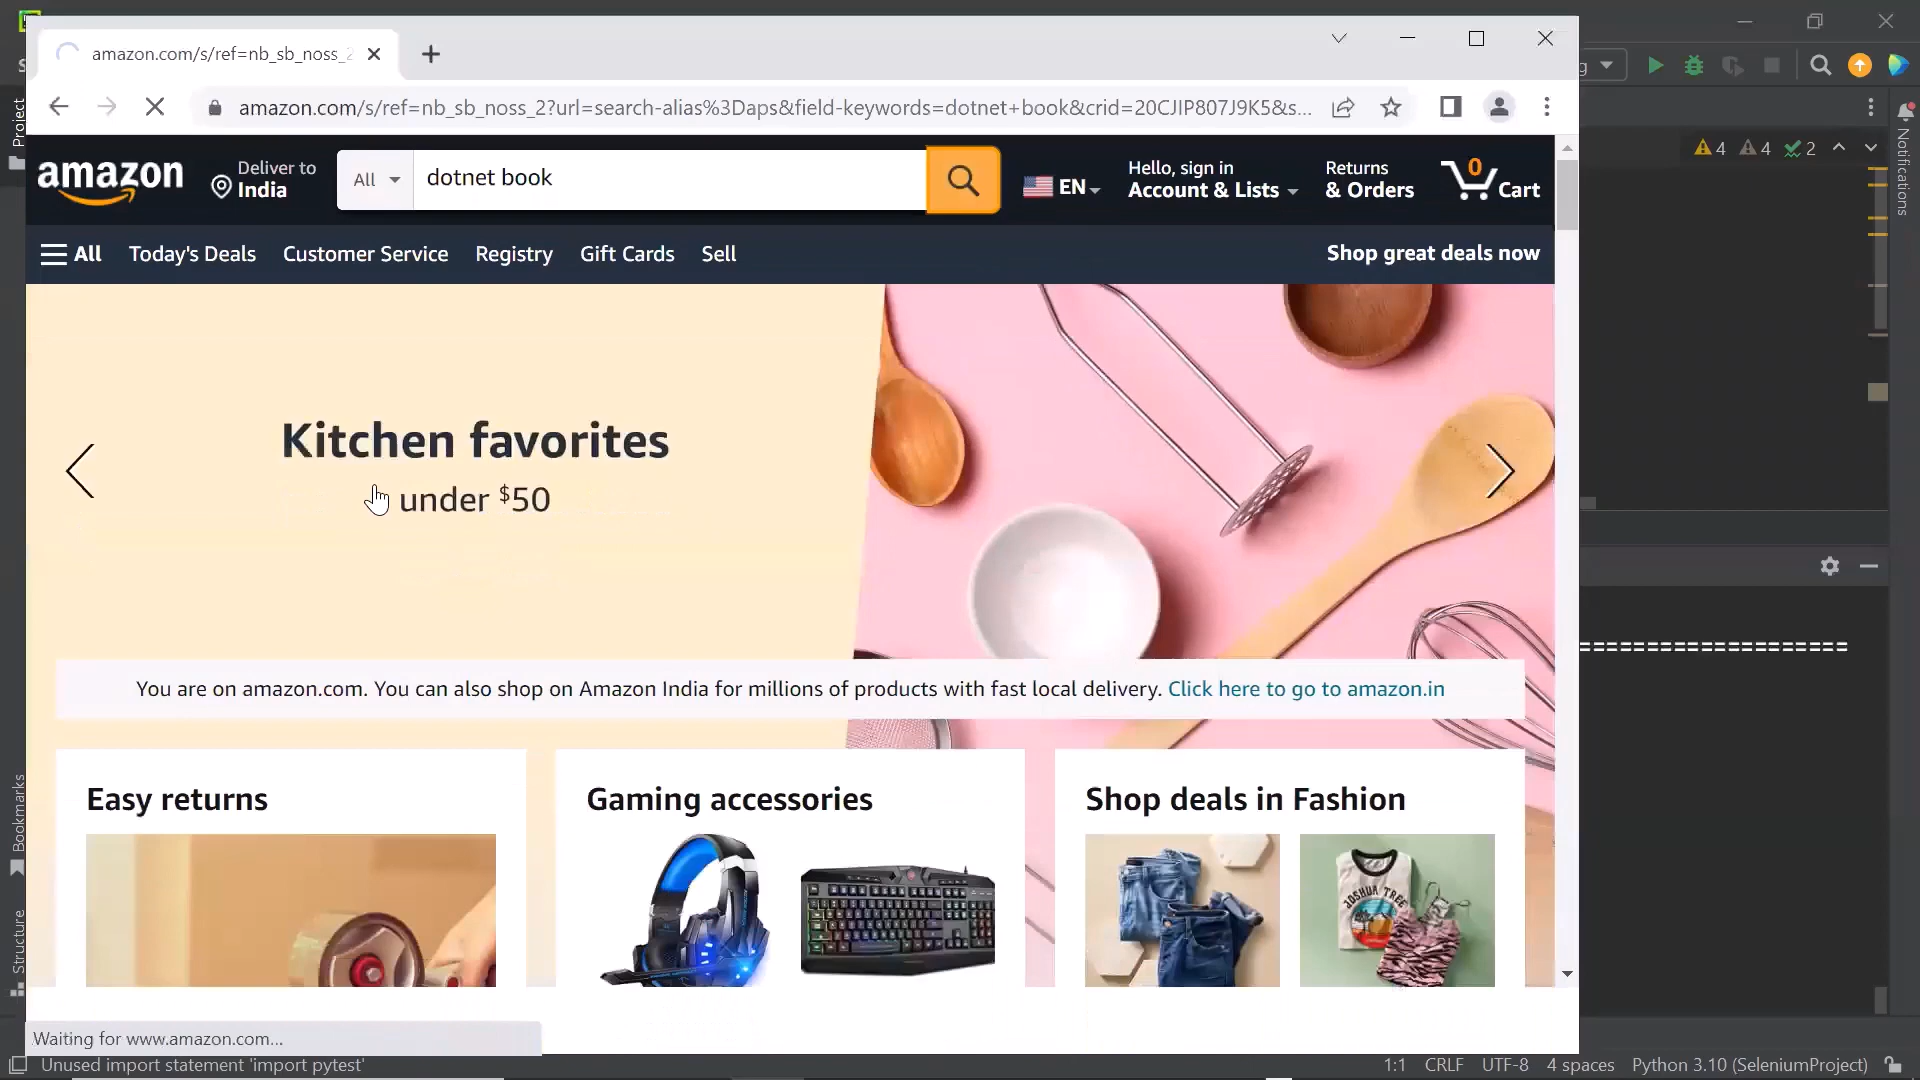 amazon.com/s/ref=nb_sb_noss_2
amazon.com/s/ref=nb_sb_noss_2?url=search-alias%3Daps&field-keywords=dotnet+book&crid=20CJIP807J9K5&s...
Project
Notifications
4 4 2
amazon
Deliver to
India
All
dotnet book
EN
Hello, sign in
Account & Lists
Returns
& Orders
0
Cart
All Today's Deals Customer Service Registry Gift Cards Sell
Shop great deals now
Kitchen favorites
under $50
You are on amazon.com. You can also shop on Amazon India for millions of products with fast local delivery. Click here to go to amazon.in
Easy returns
Gaming accessories
Shop deals in Fashion
JOSHUA TREE
Bookmarks
Structure
Waiting for www.amazon.com...
Unused import statement 'import pytest'
1:1 CRLF UTF-8 4 spaces Python 3.10 (SeleniumProject)